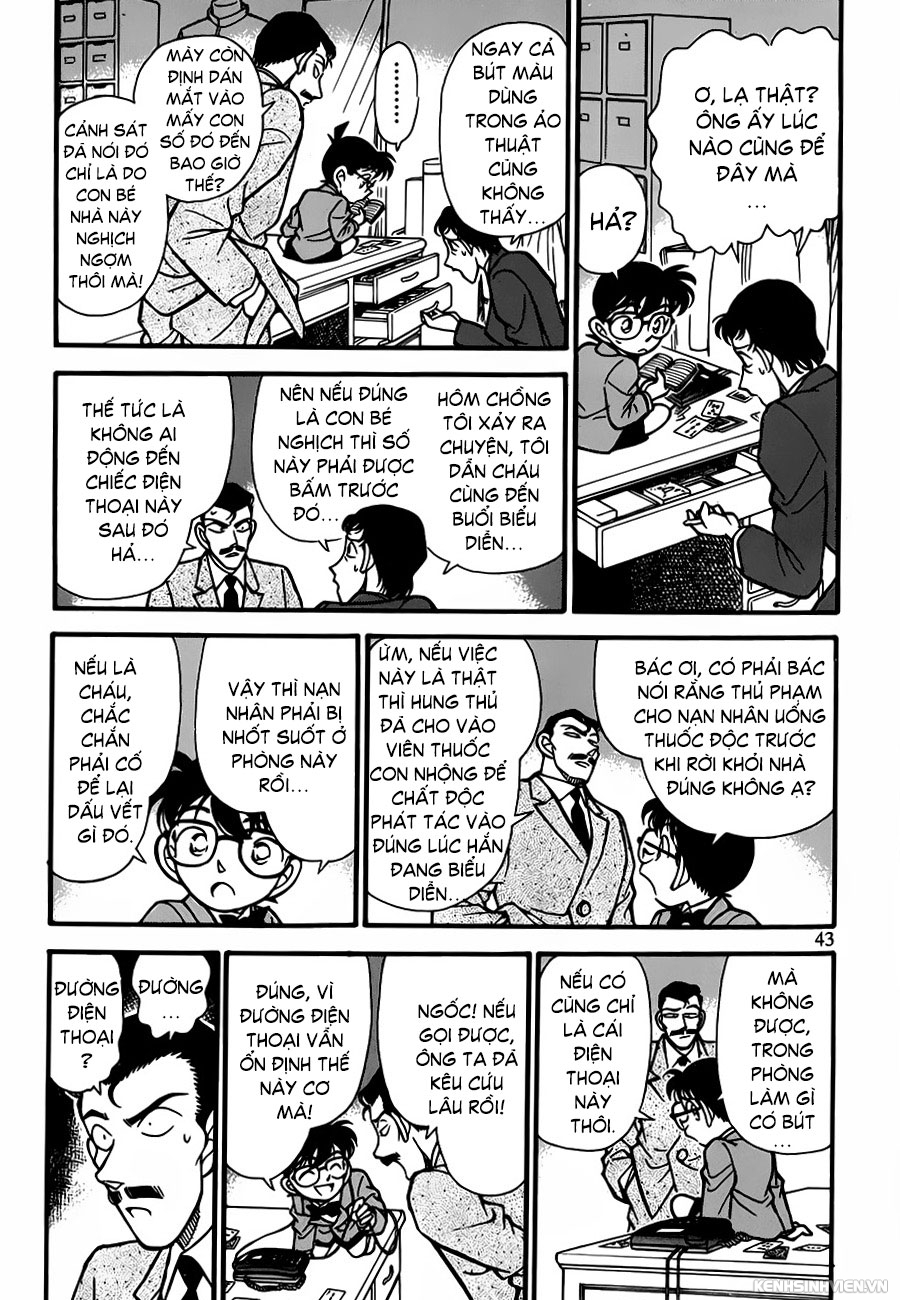 Ơ, LẠ THẬT?
ÔNG ẤY LÚC
NÀO CŨNG ĐỂ
ĐÂY MÀ
...
HẢ?
NGAY CẢ
BÚT MÀU
DÙNG
TRONG ẢO
THUẬT
CŨNG
KHÔNG
THẤY...
........
MÀY CÒN
ĐỊNH DÁN
MẮT VÀO
MẤY CON
SỐ ĐÓ ĐẾN
BAO GIỜ
THẾ?
CẢNH SÁT
ĐÃ NÓI ĐÓ
CHỈ LÀ DO
CON BÉ
NHÀ NÀY
NGHỊCH
NGỢM
THÔI MÀ!
HÔM CHỒNG
TÔI XẢY RA
CHUYỆN, TÔI
DẨN CHÁU
CÙNG ĐẾN
BUỔI BIỂU
DIỂN...
NÊN NẾU ĐÚNG
LÀ CON BÉ
NGHỊCH THÌ SỐ
NÀY PHẢI ĐƯỢC
BẤM TRƯỚC
ĐÓ...
THẾ TỨC LÀ
KHÔNG AI
ĐỘNG ĐẾN
CHIẾC ĐIỆN
THOẠI NÀY
SAU ĐÓ
HẢ...
BÁC ƠI, CÓ PHẢI BÁC
NÓI RẰNG THỦ PHẠM
CHO NẠN NHÂN UỐNG
THUỐC ĐỘC TRƯỚC
KHI RỜI KHỎI NHÀ
ĐÚNG KHÔNG Ạ?
ỪM, NẾU VIỆC
NÀY LÀ THẬT
THÌ HUNG THỦ
ĐÃ CHO VÀO
VIÊN THUỐC
CON NHỘNG ĐỂ
CHẤT ĐỘC
PHÁT TÁC VÀO
ĐÚNG LÚC HẮN
ĐANG BIỂU
DIỂN...
VẬY THÌ NẠN
NHÂN PHẢI BỊ
NHỐT SUỐT Ở
PHÒNG NÀY
RỒI...
NẾU LÀ
CHÁU,
CHẮC
CHẮN
PHẢI CỐ
ĐỂ LẠI
DẤU VẾT
GÌ ĐÓ.
43
MÀ
KHÔNG
ĐƯỢC,
TRONG
PHÒNG
LÀM GÌ
CÓ BÚT
...
NẾU CÓ
CŨNG CHỈ
LÀ CÁI
ĐIỆN
THOẠI
NÀY
THÔI.
NGỐC! NẾU
GỌI ĐƯỢC,
ÔNG TA ĐÃ
KÊU CỨU
LÂU RỒI!
ĐÚNG, VÌ
ĐƯỜNG ĐIỆN
THOẠI VẨN
ỔN ĐỊNH THẾ
NÀY CƠ
MÀ!
ĐƯỜNG
...
ĐƯỜNG
ĐIỆN
THOẠI
?
KENHSINHVIEN.VN